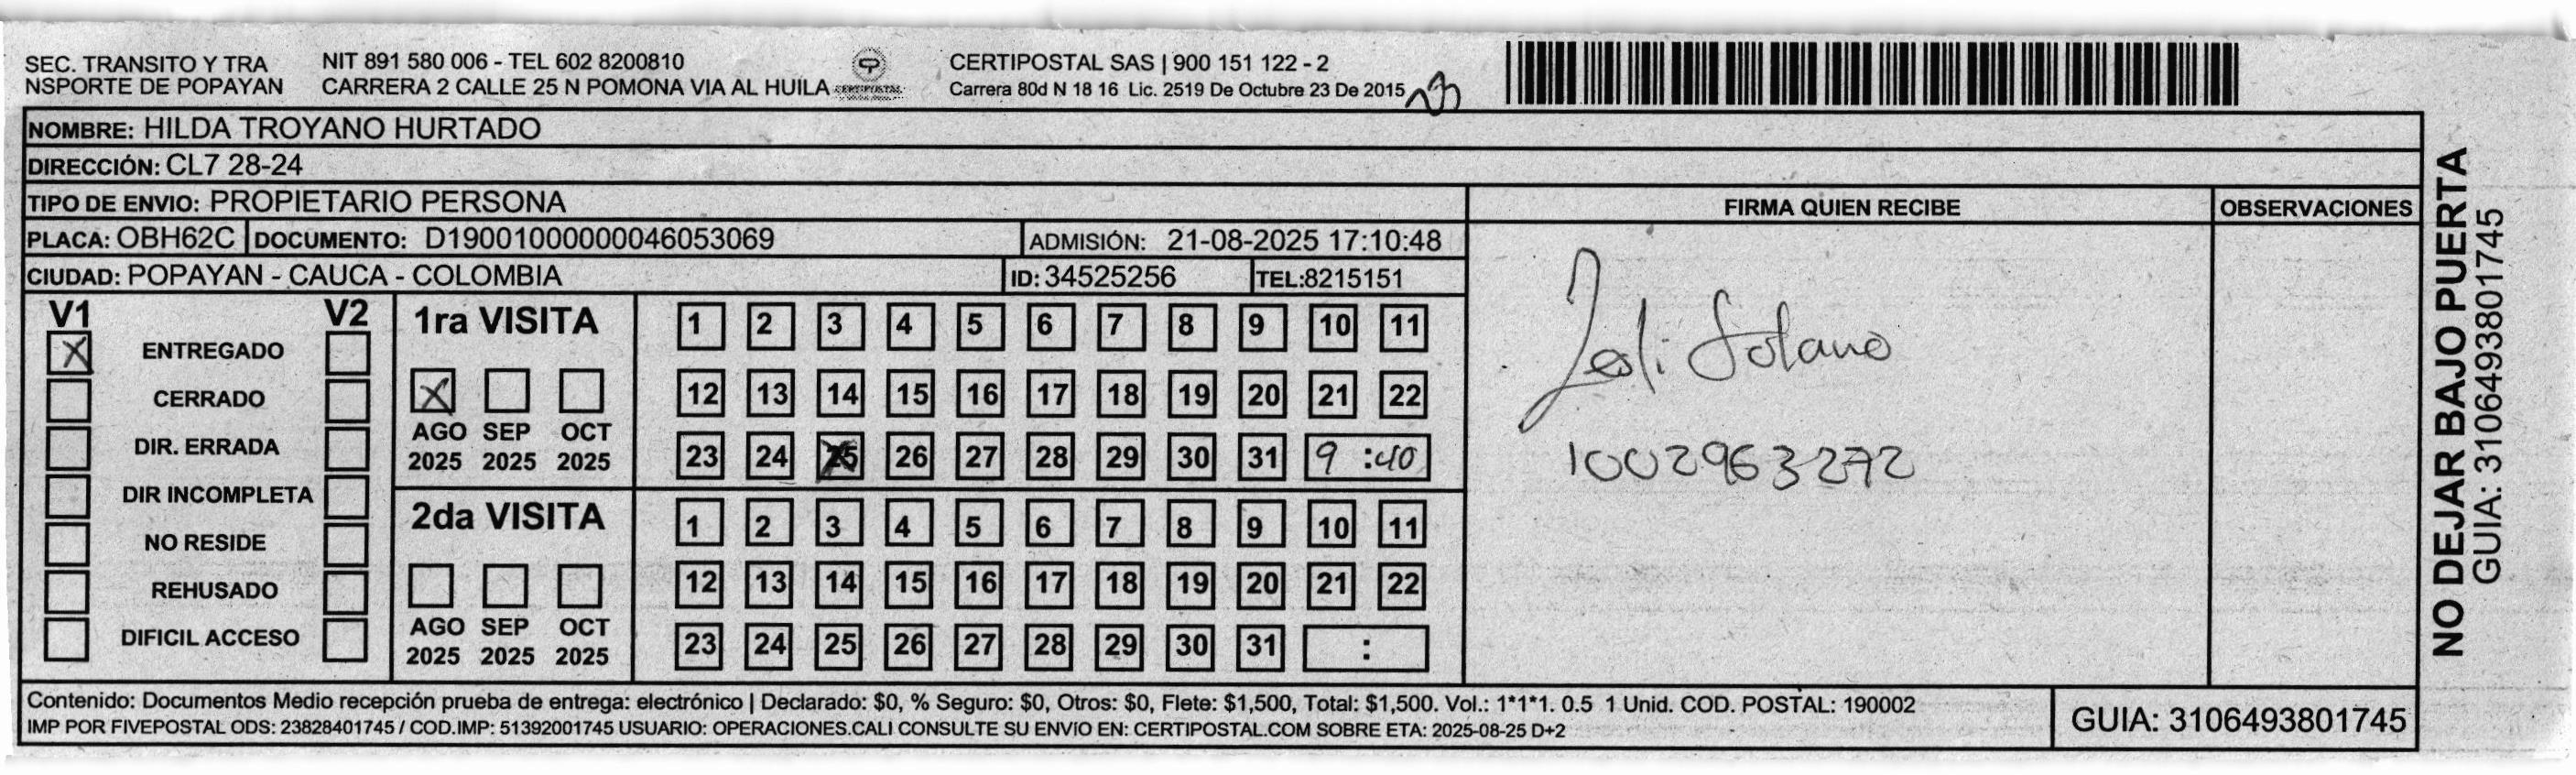 SEC. TRANSITO Y TRA
NSPORTE DE POPAYAN
NIT 891 580 006 - TEL 602 8200810
CARRERA 2 CALLE 25 N POMONA VIA AL HUILA
CERTIPOSTAL
CERTIPOSTAL SAS | 900 151 122 - 2
Carrera 80d N 18 16 Lic. 2519 De Octubre 23 De 2015
NOMBRE: HILDA TROYANO HURTADO
DIRECCIÓN: CL7 28-24
TIPO DE ENVIO: PROPIETARIO PERSONA
FIRMA QUIEN RECIBE
OBSERVACIONES
PLACA: OBH62C DOCUMENTO: D19001000000046053069 ADMISIÓN: 21-08-2025 17:10:48
CIUDAD: POPAYAN - CAUCA - COLOMBIA ID: 34525256 TEL:8215151
V1 V2
X ENTREGADO
CERRADO
DIR. ERRADA
DIR INCOMPLETA
NO RESIDE
REHUSADO
DIFICIL ACCESO
1ra VISITA
X
AGO SEP OCT
2025 2025 2025
1 2 3 4 5 6 7 8 9 10 11
12 13 14 15 16 17 18 19 20 21 22
23 24 25 26 27 28 29 30 31 9 :40
2da VISITA
AGO SEP OCT
2025 2025 2025
1 2 3 4 5 6 7 8 9 10 11
12 13 14 15 16 17 18 19 20 21 22
23 24 25 26 27 28 29 30 31 :
Solano
1002963272
Contenido: Documentos Medio recepción prueba de entrega: electrónico | Declarado: $0, % Seguro: $0, Otros: $0, Flete: $1,500, Total: $1,500. Vol.: 1*1*1. 0.5 1 Unid. COD. POSTAL: 190002
IMP POR FIVEPOSTAL ODS: 23828401745 / COD.IMP: 51392001745 USUARIO: OPERACIONES.CALI CONSULTE SU ENVIO EN: CERTIPOSTAL.COM SOBRE ETA: 2025-08-25 D+2
GUIA: 3106493801745
NO DEJAR BAJO PUERTA
GUIA: 3106493801745